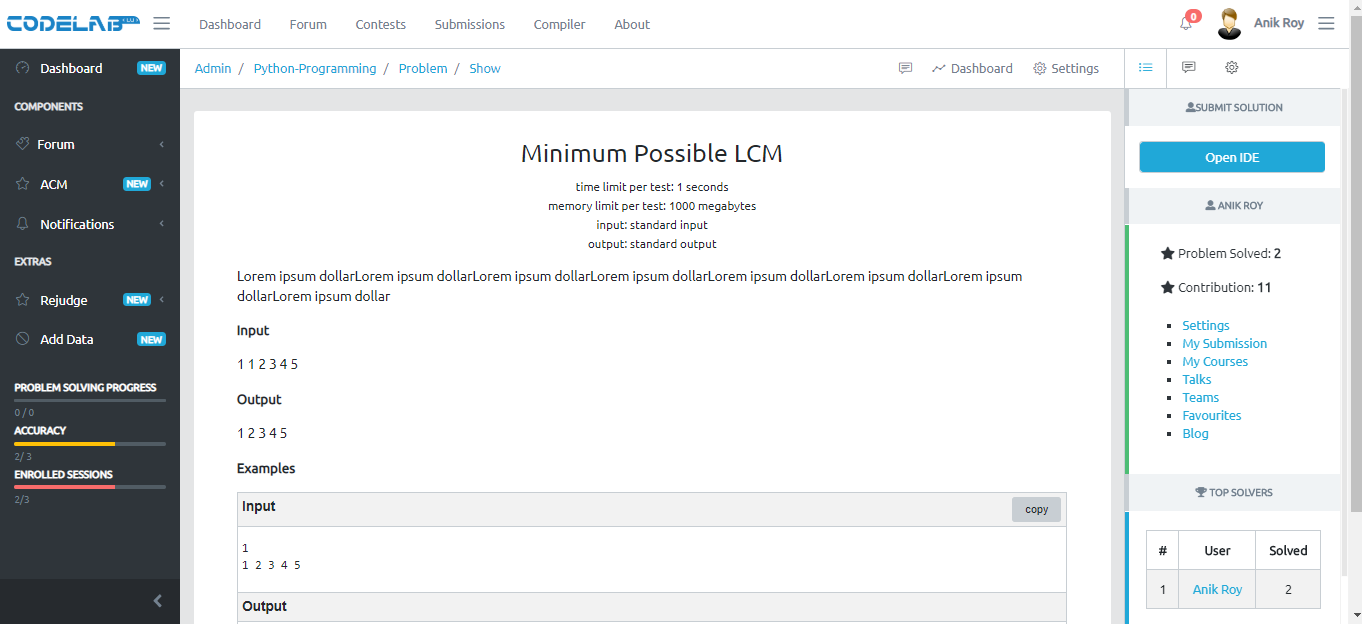 CODELAB
Dashboard Forum Contests Submissions Compiler About
0
Anik Roy
Dashboard NEW
COMPONENTS
Forum
ACM NEW
Notifications
EXTRAS
Rejudge NEW
Add Data NEW
PROBLEM SOLVING PROGRESS
0 / 0
ACCURACY
2/ 3
ENROLLED SESSIONS
2/3
Admin / Python-Programming / Problem / Show
Dashboard Settings
Minimum Possible LCM
time limit per test: 1 seconds
memory limit per test: 1000 megabytes
input: standard input
output: standard output
Lorem ipsum dollarLorem ipsum dollarLorem ipsum dollarLorem ipsum dollarLorem ipsum dollarLorem ipsum dollarLorem ipsum
dollarLorem ipsum dollar
Input
1 1 2 3 4 5
Output
1 2 3 4 5
Examples
Input copy
1
1 2 3 4 5
Output
SUBMIT SOLUTION
Open IDE
ANIK ROY
Problem Solved: 2
Contribution: 11
Settings
My Submission
My Courses
Talks
Teams
Favourites
Blog
TOP SOLVERS
# User Solved
1 Anik Roy 2